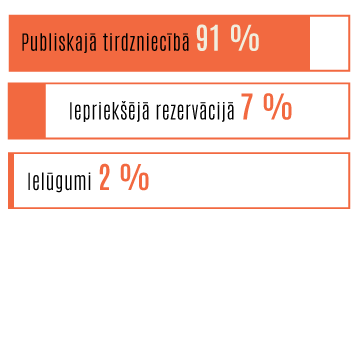 Publiskajā tirdzniecībā 91 %
Iepriekšējā rezervācijā 7 %
Ielūgumi 2 %